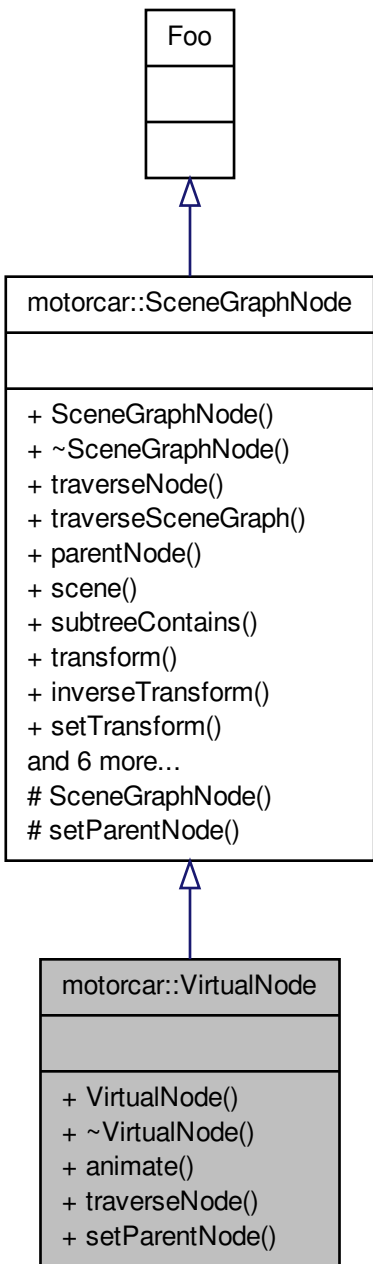 Foo
motorcar::SceneGraphNode
+ SceneGraphNode()
+ ~SceneGraphNode()
+ traverseNode()
+ traverseSceneGraph()
+ parentNode()
+ scene()
+ subtreeContains()
+ transform()
+ inverseTransform()
+ setTransform()
and 6 more...
# SceneGraphNode()
# setParentNode()
motorcar::VirtualNode
+ VirtualNode()
+ ~VirtualNode()
+ animate()
+ traverseNode()
+ setParentNode()